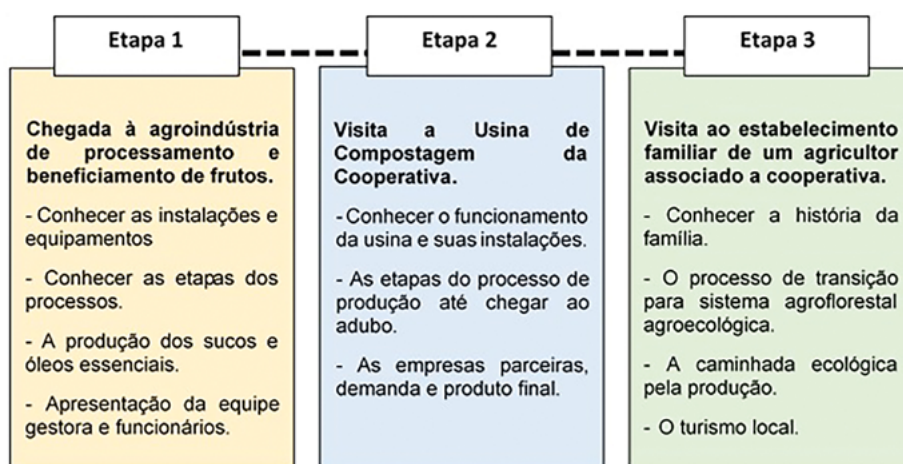 Etapa 1
Chegada à agroindústria
de processamento e
beneficiamento de frutos.
- Conhecer as instalações e
equipamentos
- Conhecer as etapas dos
processos.
- A produção dos sucos e
óleos essenciais.
- Apresentação da equipe
gestora e funcionários.
Etapa 2
Visita a Usina de
Compostagem da
Cooperativa.
- Conhecer o funcionamento
da usina e suas instalações.
- As etapas do processo de
produção até chegar ao
adubo.
- As empresas parceiras,
demanda e produto final.
Etapa 3
Visita ao estabelecimento
familiar de um agricultor
associado a cooperativa.
- Conhecer a história da
família.
- O processo de transição
para sistema agroflorestal
agroecológica.
- A caminhada ecológica
pela produção.
- O turismo local.